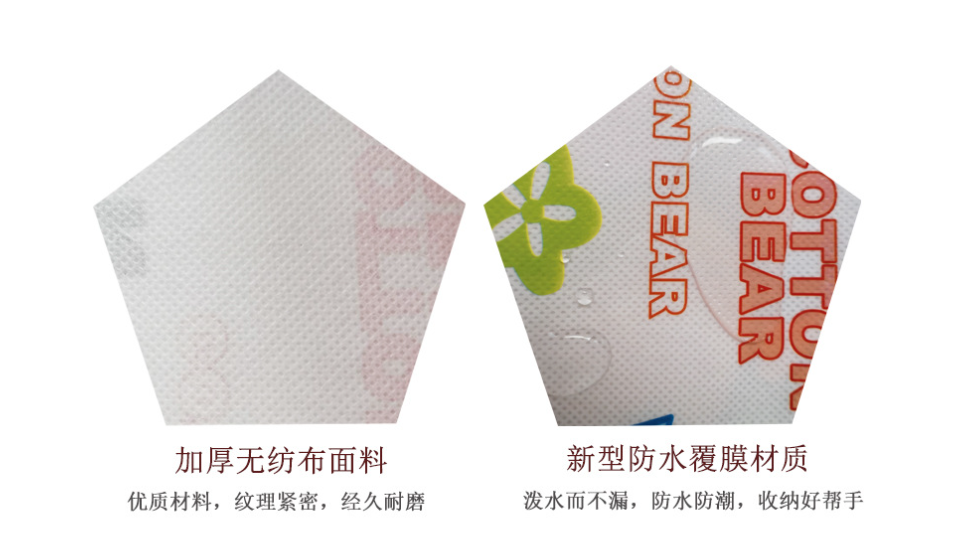 ON BEAR
COTTON
BEAR
加厚无纺布面料
优质材料，纹理紧密，经久耐磨
新型防水覆膜材质
泼水而不漏，防水防潮，收纳好帮手